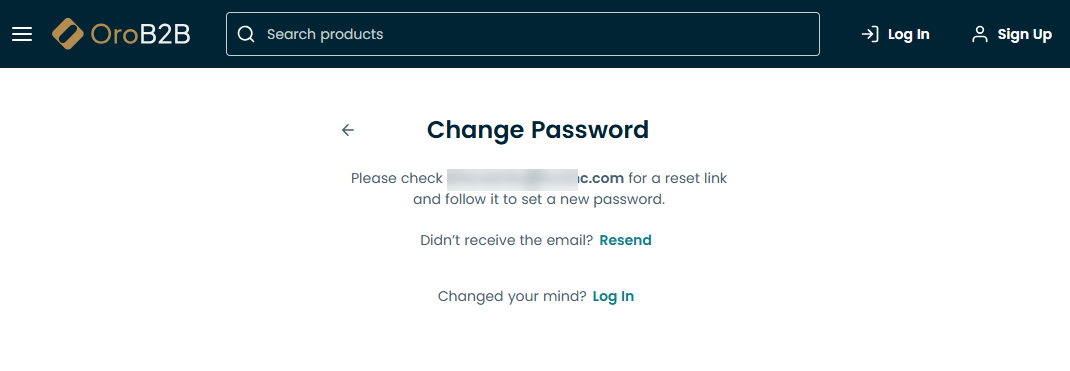 OroB2B
Search products
Log In
Sign Up
Change Password
Please check c.com for a reset link
and follow it to set a new password.
Didn’t receive the email? Resend
Changed your mind? Log In